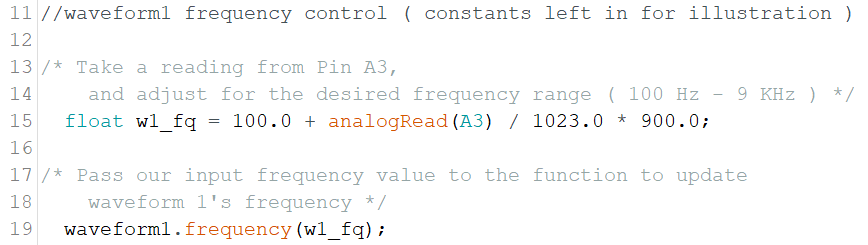 11 //waveform1 frequency control ( constants left in for illustration )
12
13 /* Take a reading from Pin A3,
14 and adjust for the desired frequency range ( 100 Hz - 9 KHz ) */
15 float w1_fq = 100.0 + analogRead(A3) / 1023.0 * 900.0;
16
17 /* Pass our input frequency value to the function to update
18 waveform 1's frequency */
19 waveform1.frequency(w1_fq);